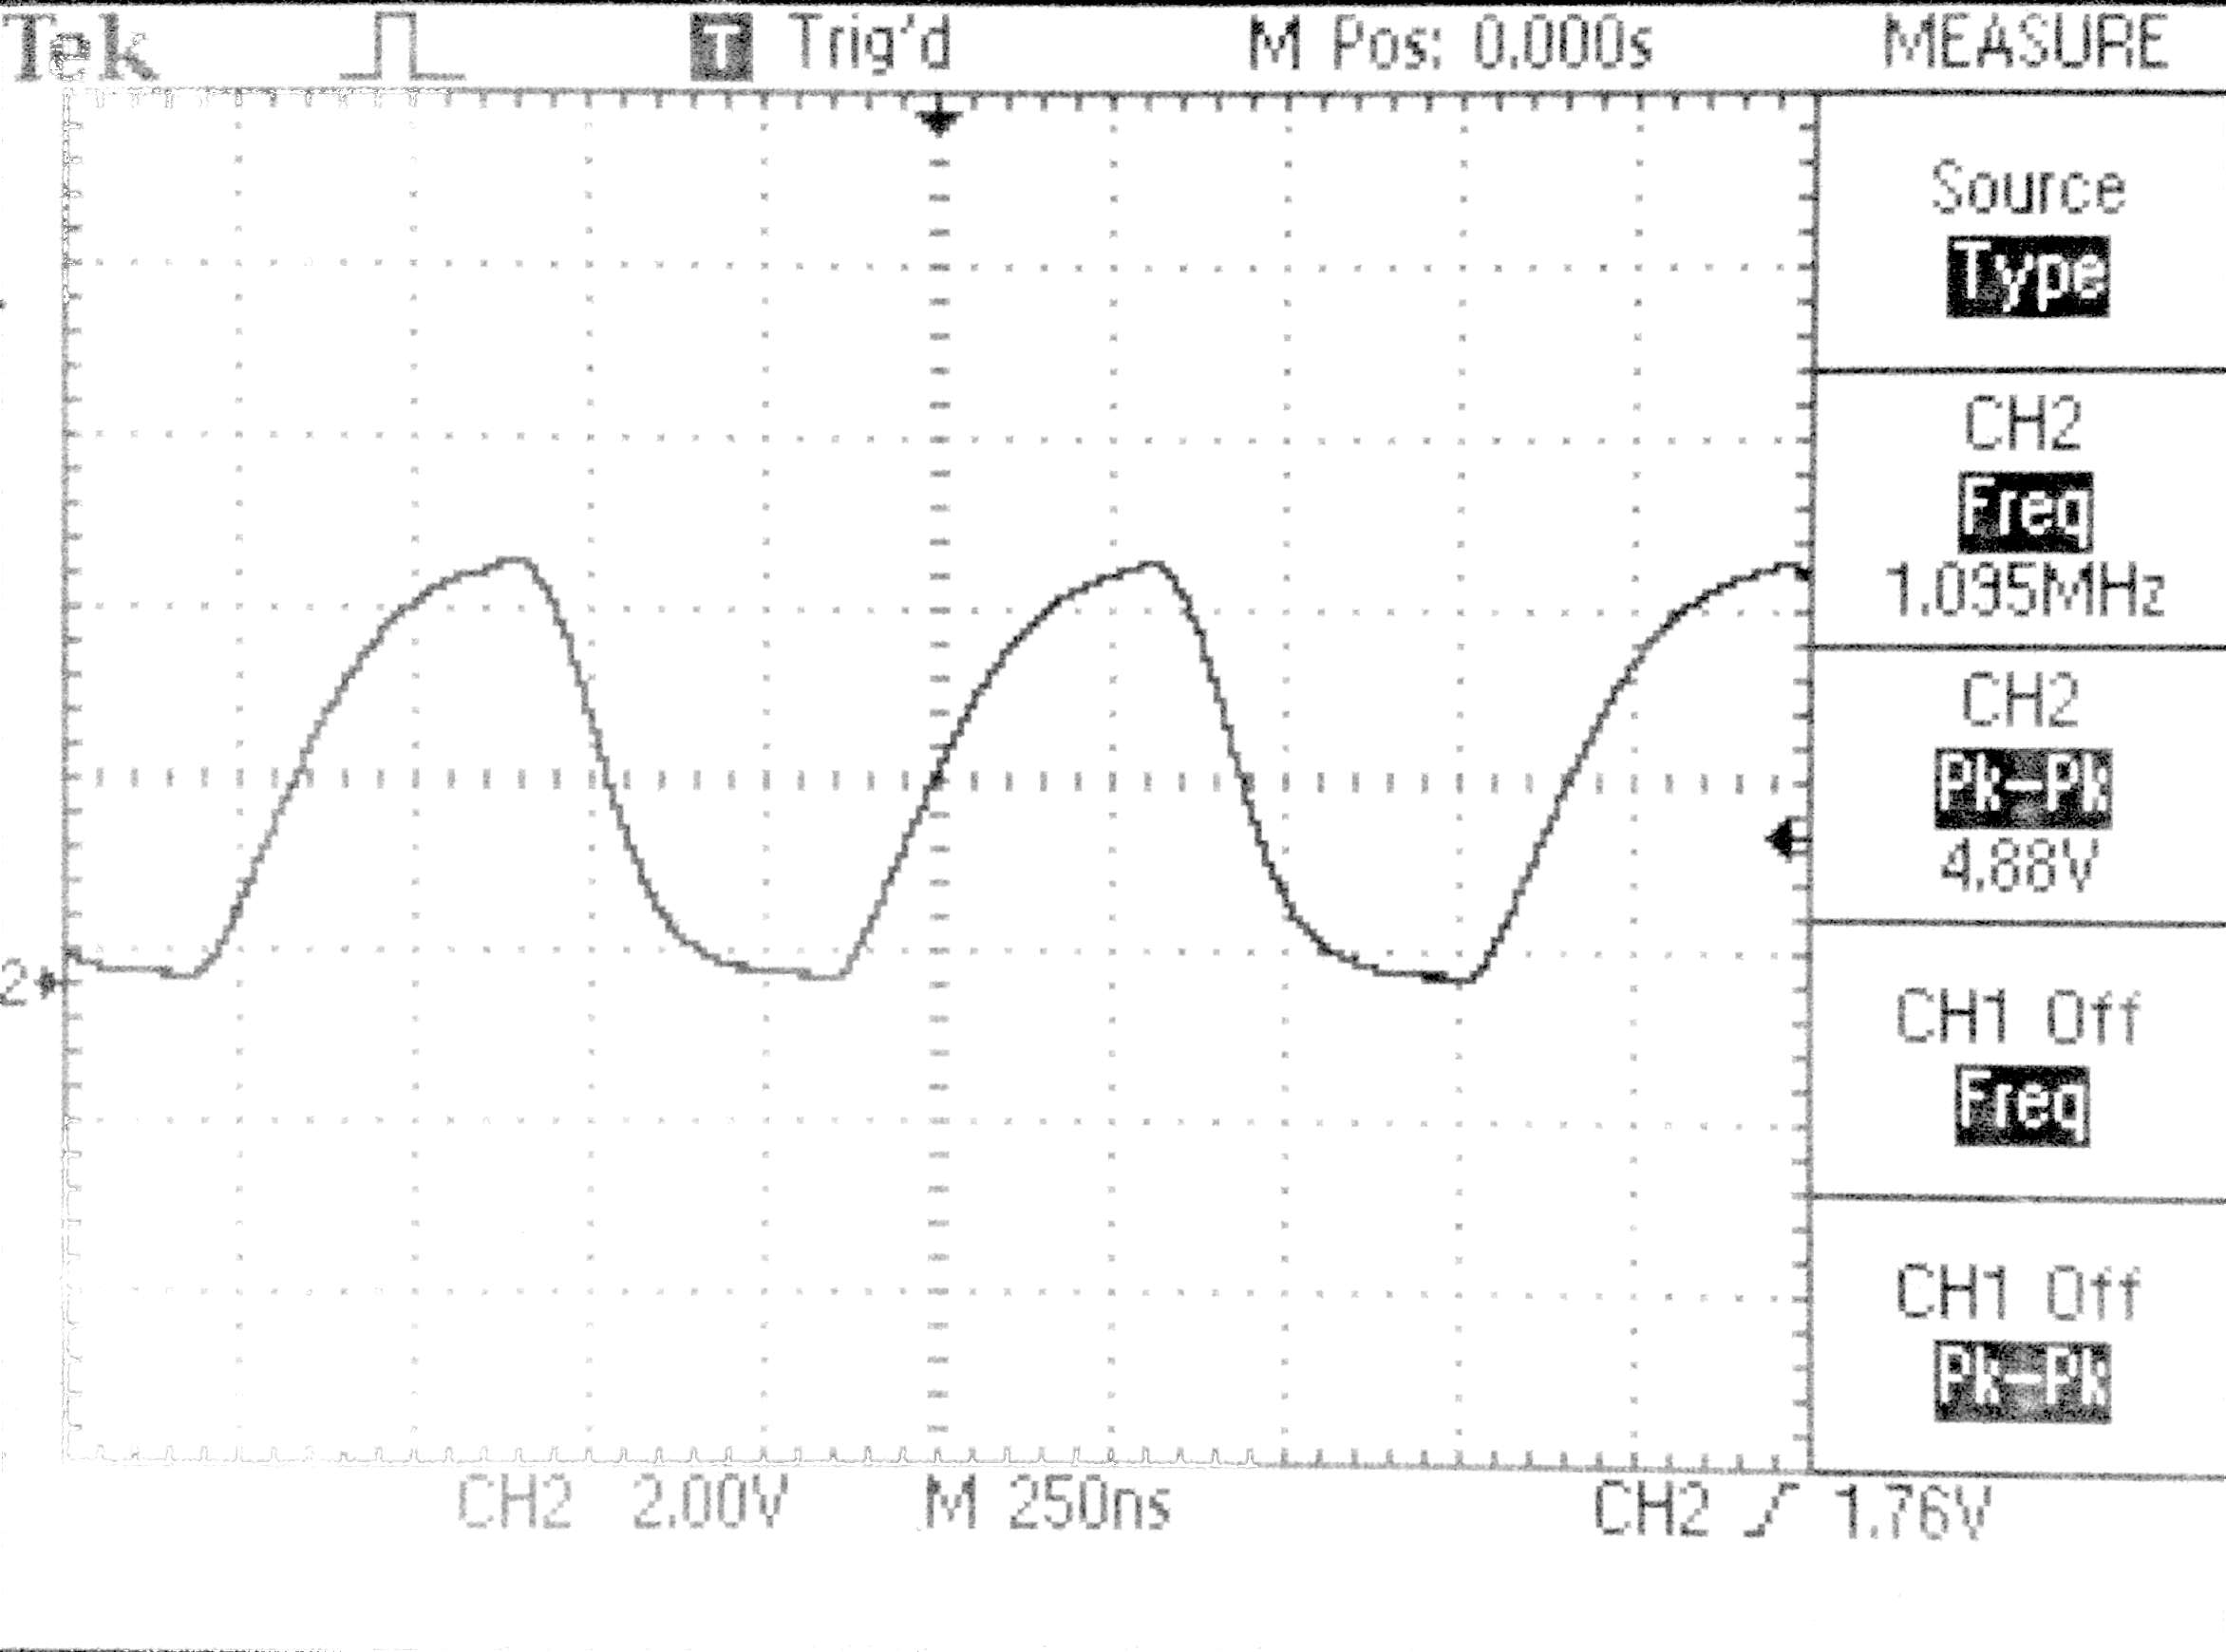 Tek T Trig'd M Pos: 0.000s MEASURE
Source
Type
CH2
Freq
1.095MHz
CH2
Pk-Pk
4.88V
CH1 Off
Freq
CH1 Off
Pk-Pk
2
CH2 2.00V M 250ns CH2 1.76V